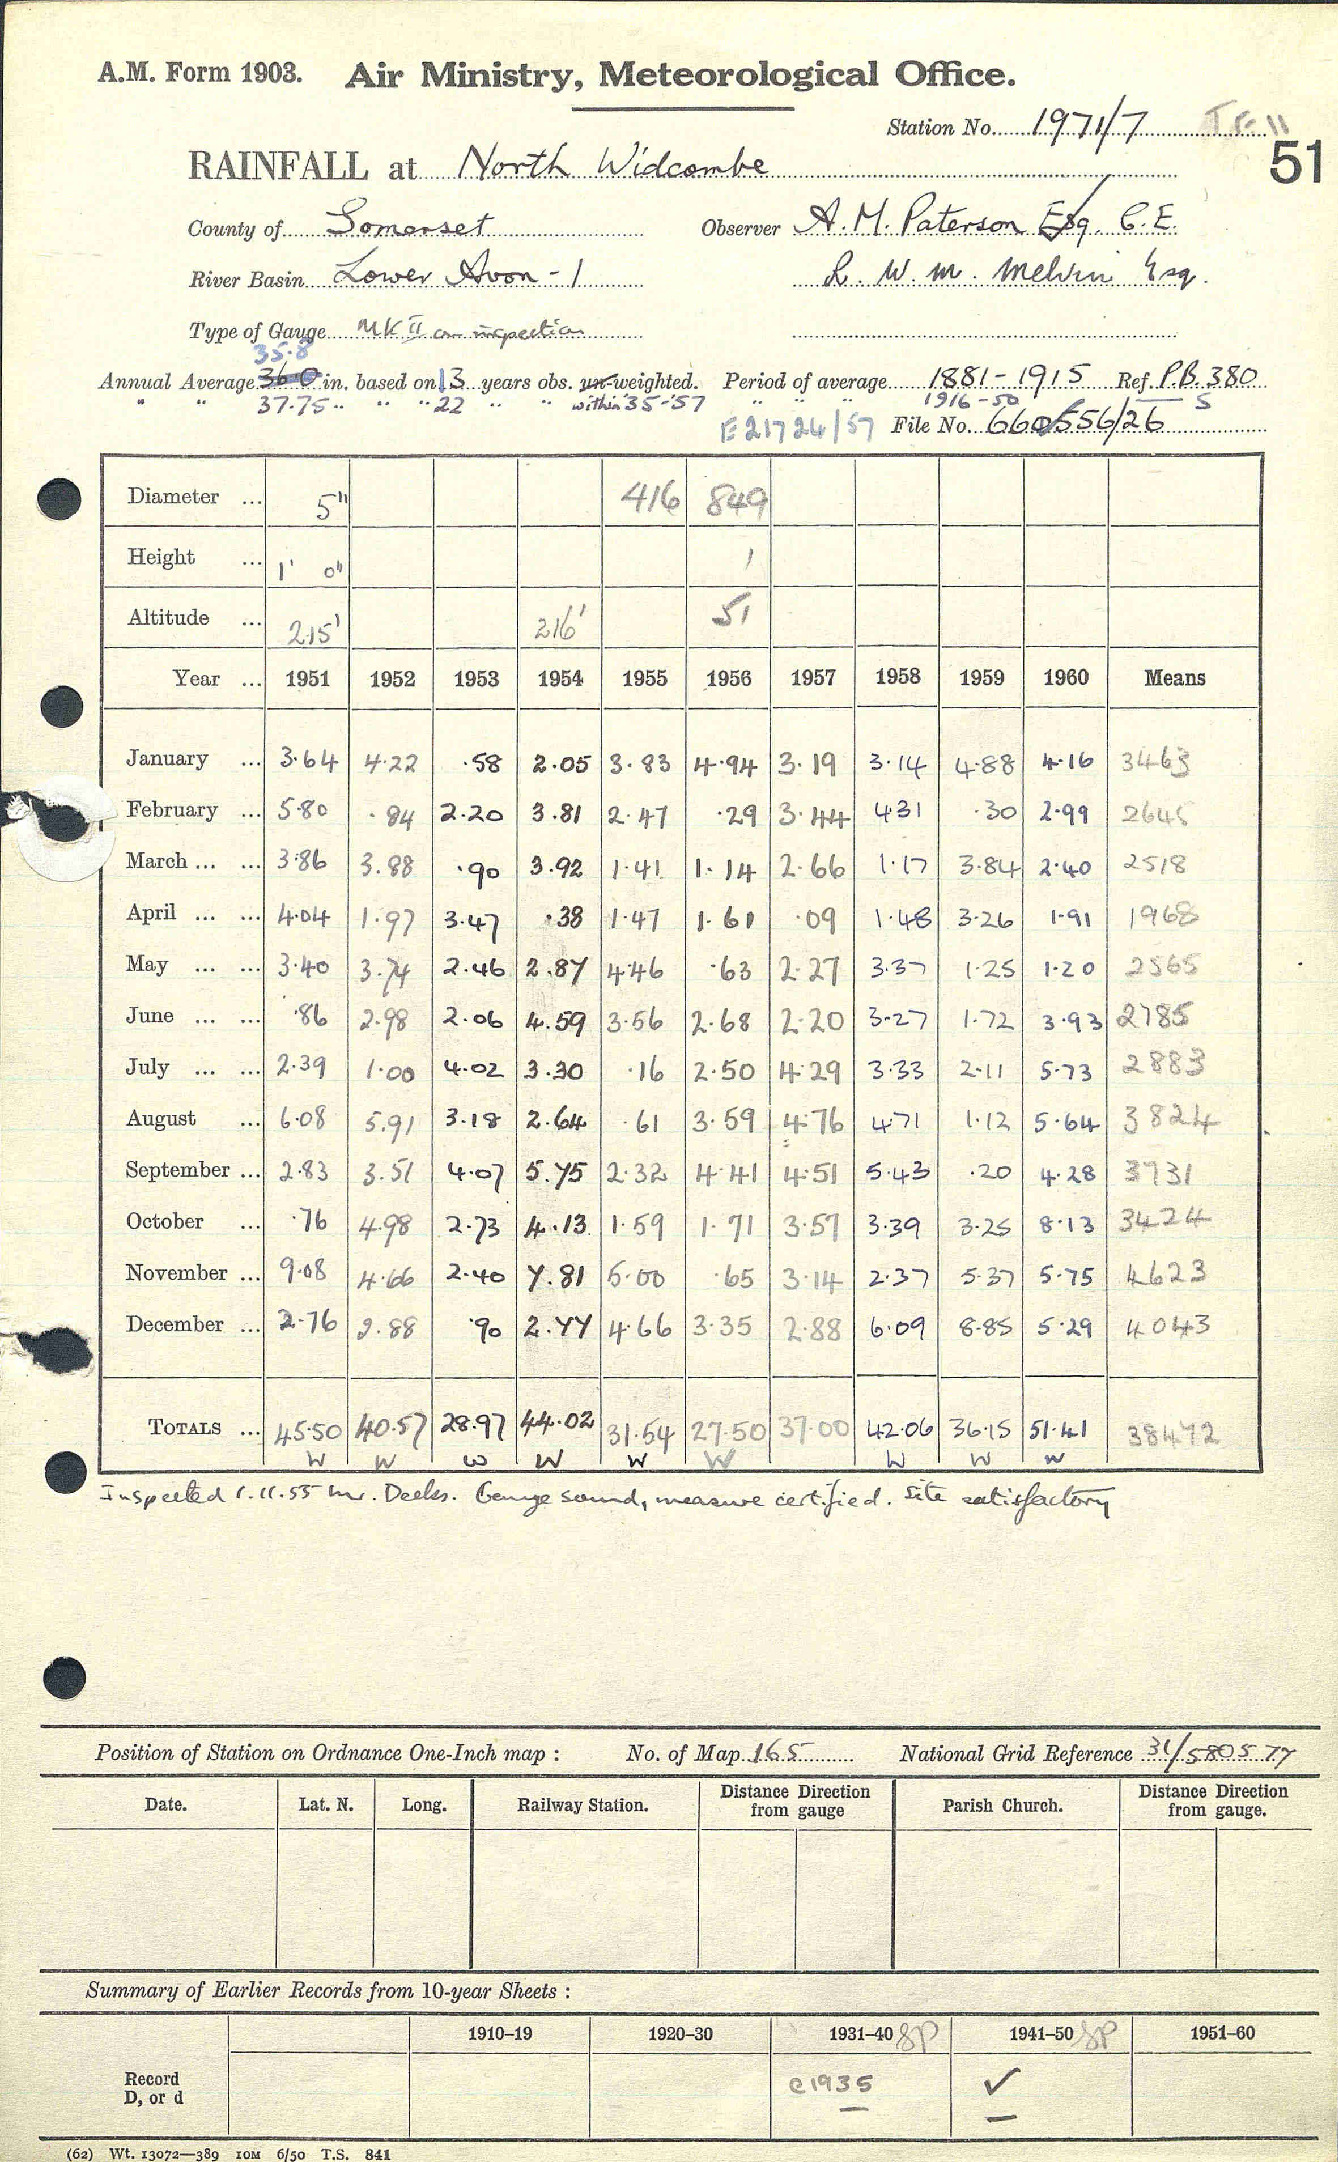 A.M. Form 1903. Air Ministry, Meteorological Office.
Station No. 1971/7
51
RAINFALL at North Widcombe
County of Somerset Observer A. M. Paterson Esq. C.E.
River Basin Lower Avon - 1 L. W. M. Melvin Esq.
Type of Gauge MK II on inspection
35.8
Annual Average 36.0 in. based on 13 years obs. un-weighted. Period of average 1881-1915 Ref. P.B. 380
" " 37.75 " " " 22 " " within '35-'57 " " " 1916-50 S
E21724/57 File No. 660556/26
Diameter ... 5" 416 849
Height ... 1' 0" 1
Altitude ... 215' 216' 51
Year ... 1951 1952 1953 1954 1955 1956 1957 1958 1959 1960 Means
January ... 3.64 4.22 .58 2.05 3.83 4.94 3.19 3.14 4.88 4.16 3463
February ... 5.80 .84 2.20 3.81 2.47 .29 3.44 4.31 .30 2.99 2645
March ... ... 3.86 3.88 .90 3.92 1.41 1.14 2.66 1.17 3.84 2.40 2518
April ... ... 4.04 1.97 3.47 .38 1.47 1.61 .09 1.48 3.26 1.91 1968
May ... ... 3.40 3.74 2.46 2.87 4.46 .63 2.27 3.37 1.25 1.20 2565
June ... ... .86 2.98 2.06 4.59 3.56 2.68 2.20 3.27 1.72 3.93 2785
July ... ... 2.39 1.00 4.02 3.30 .16 2.50 4.29 3.33 2.11 5.73 2883
August ... 6.08 5.91 3.18 2.64 .61 3.59 4.76 4.71 1.12 5.64 3824
September ... 2.83 3.51 4.07 5.75 2.32 4.41 4.51 5.43 .20 4.28 3731
October ... .76 4.98 2.73 4.13 1.59 1.71 3.57 3.39 3.25 8.13 3424
November ... 9.08 4.66 2.40 7.81 5.00 .65 3.14 2.37 5.37 5.75 4623
December ... 2.76 2.88 .90 2.77 4.66 3.35 2.88 6.09 8.85 5.29 4043
TOTALS ... 45.50 40.57 28.97 44.02 31.54 27.50 37.00 42.06 36.15 51.41 38472
W W W W W W W W W
Inspected 1.11.55 Mr. Deeks. Gauge sound, measure certified. Site satisfactory
Position of Station on Ordnance One-Inch map : No. of Map 165 National Grid Reference 31/580577
Date. Lat. N. Long. Railway Station. Distance Direction from gauge Parish Church. Distance Direction from gauge.
Summary of Earlier Records from 10-year Sheets :
1910-19 1920-30 1931-40 SP 1941-50 SP 1951-60
Record
D, or d
c1935 ✓
(62) Wt. 13072—389 10M 6/50 T.S. 841